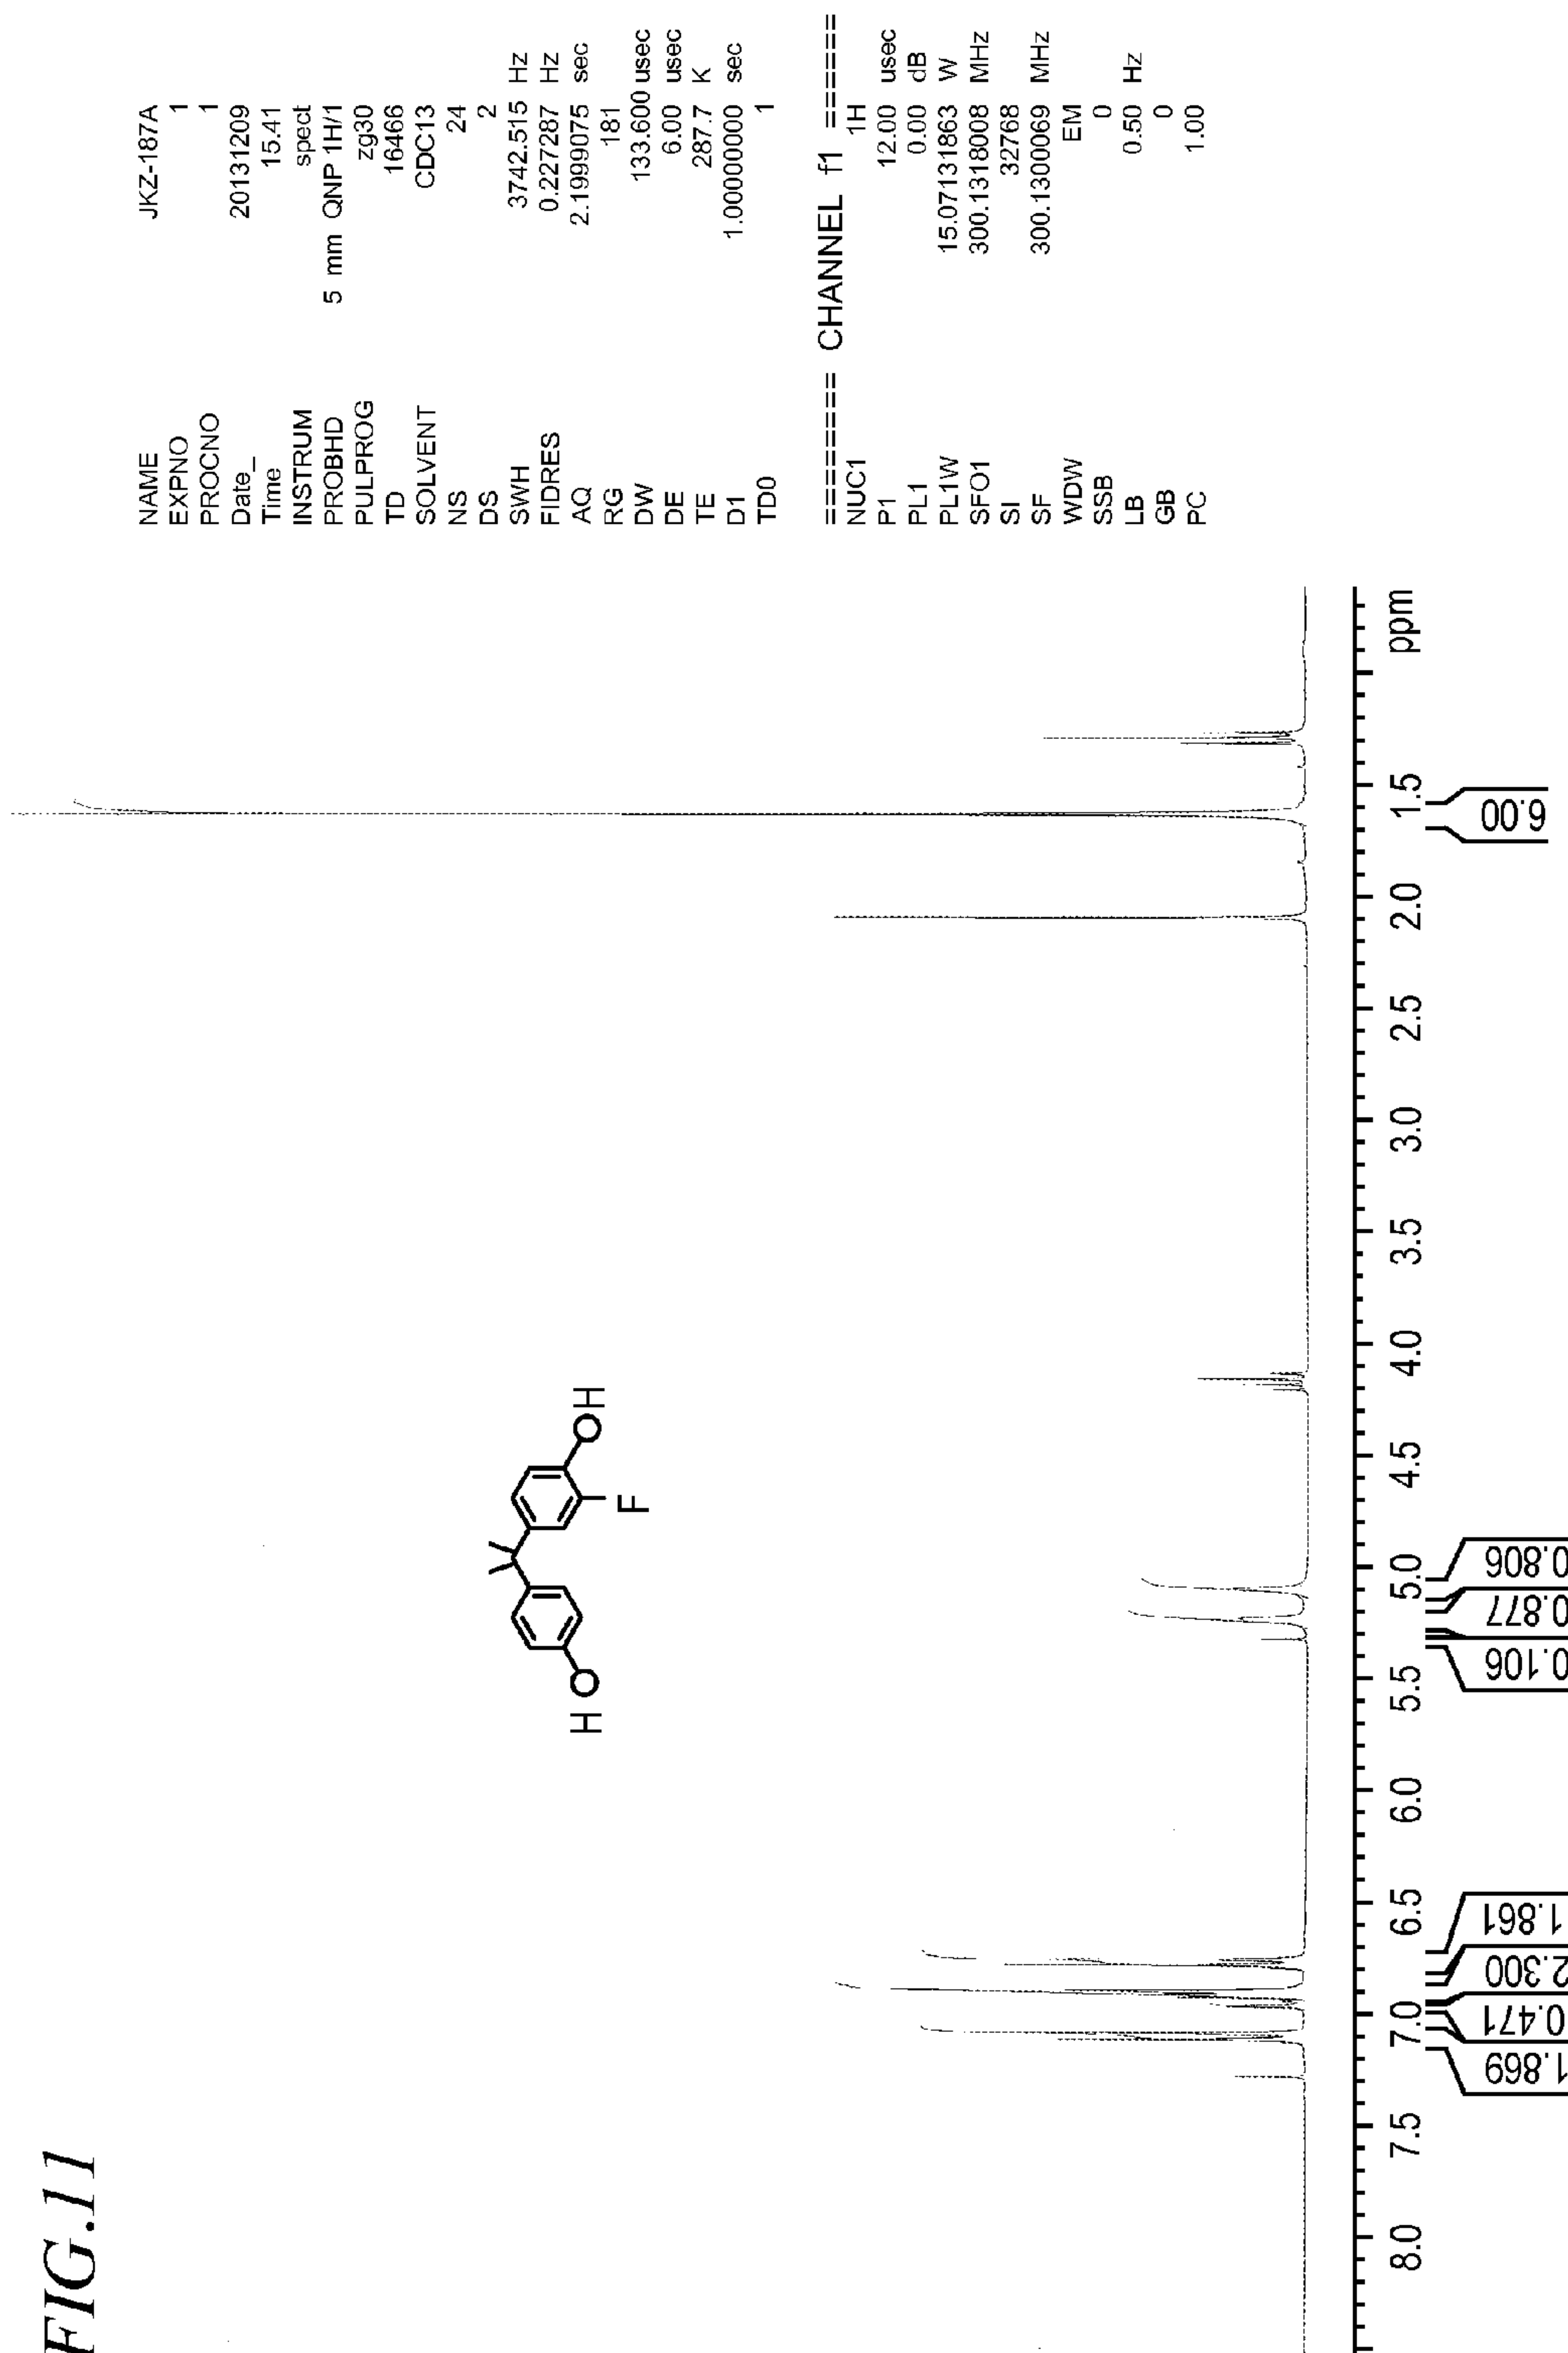 FIG.11
NAME JKZ-187A
EXPNO 1
PROCNO 1
Date_ 20131209
Time 15.41
INSTRUM spect
PROBHD 5 mm QNP 1H/1
PULPROG zg30
TD 16466
SOLVENT CDC13
NS 24
DS 2
SWH 3742.515 Hz
FIDRES 0.227287 Hz
AQ 2.1999075 sec
RG 181
DW 133.600 usec
DE 6.00 usec
TE 287.7 K
D1 1.00000000 sec
TD0 1
======== CHANNEL f1 ======
NUC1 1H
P1 12.00 usec
PL1 0.00 dB
PL1W 15.07131863 W
SFO1 300.1318008 MHz
SI 32768
SF 300.1300069 MHz
WDW EM
SSB 0
LB 0.50 Hz
GB 0
PC 1.00
HO OH
F
8.0 7.5 7.0 6.5 6.0 5.5 5.0 4.5 4.0 3.5 3.0 2.5 2.0 1.5 ppm
1.869 0.471 2.300 1.861 0.106 0.877 0.806 6.00